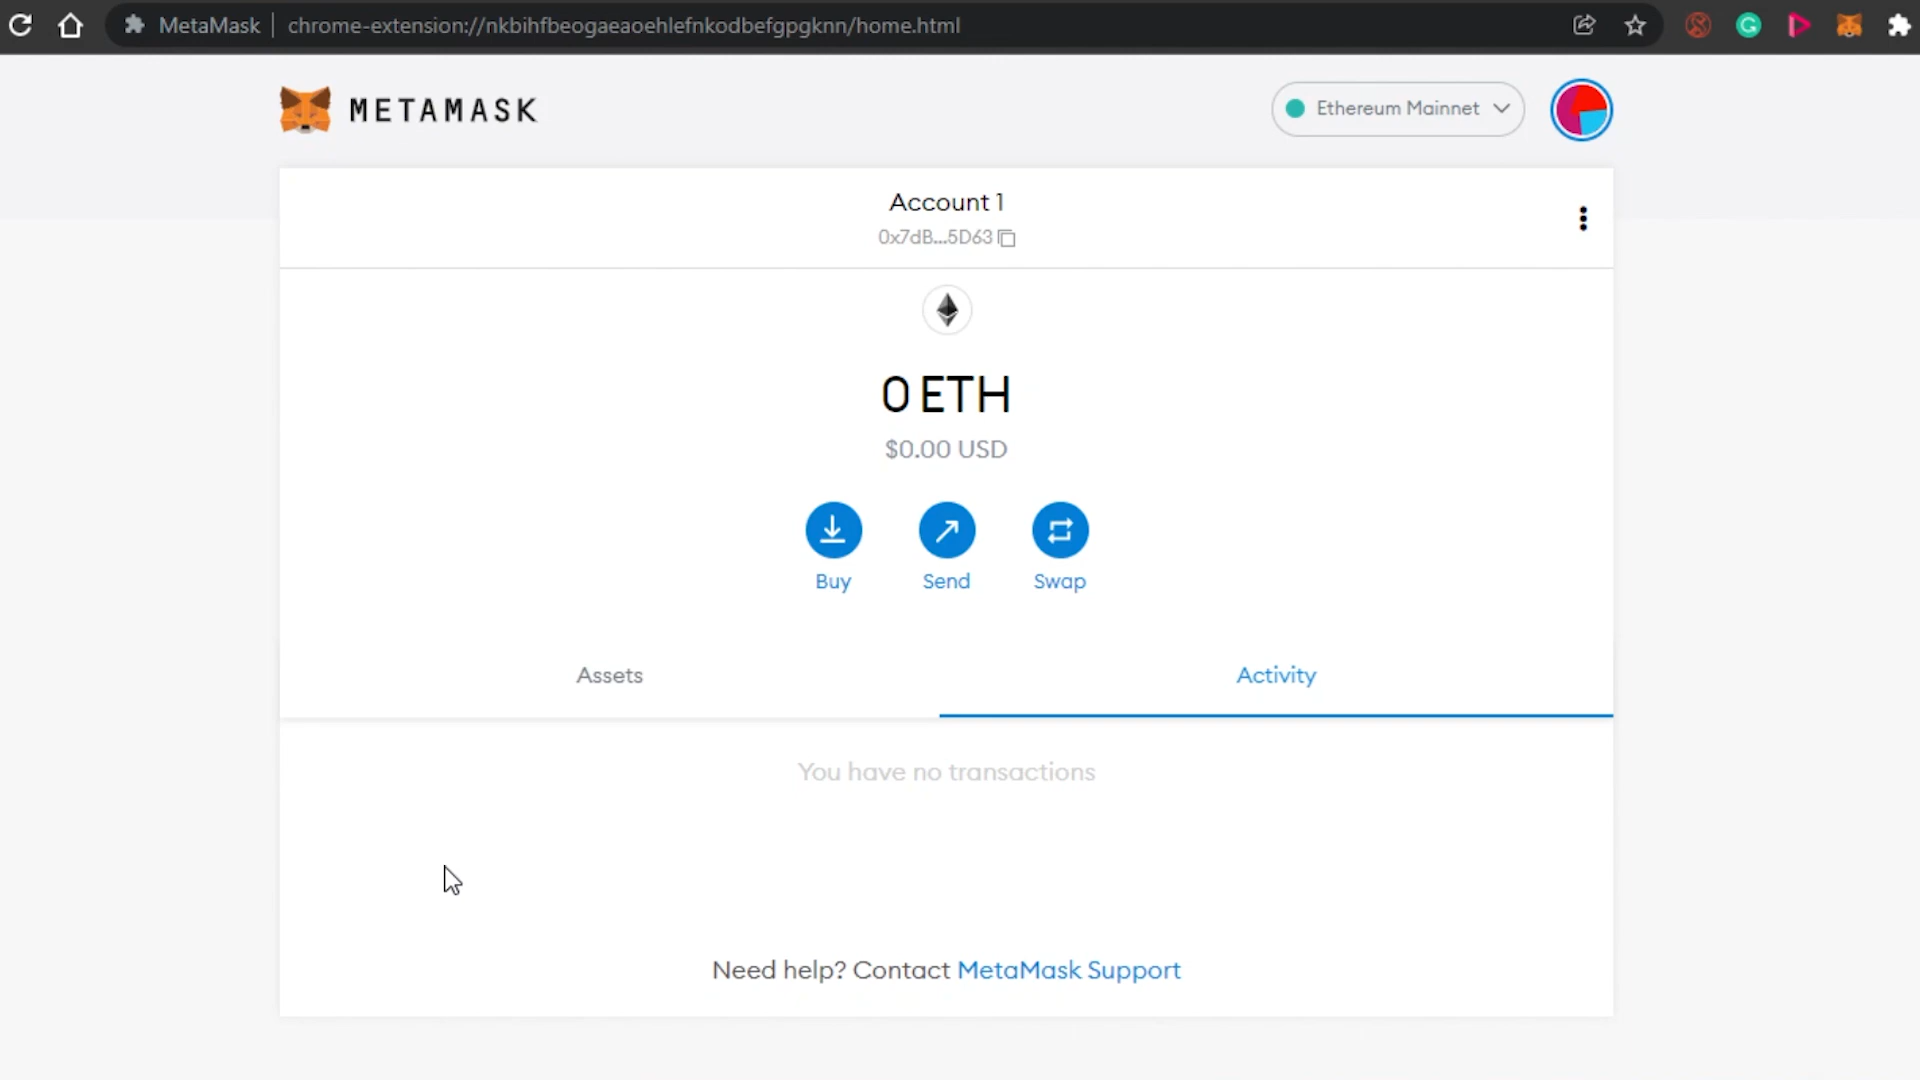 MetaMask chrome-extension://nkbihfbeogaeaoehlefnkodbefgpgknn/home.html
METAMASK
Ethereum Mainnet
Account 1
0x7dB...5D63
0 ETH
$0.00 USD
Buy Send Swap
Assets Activity
You have no transactions
Need help? Contact MetaMask Support